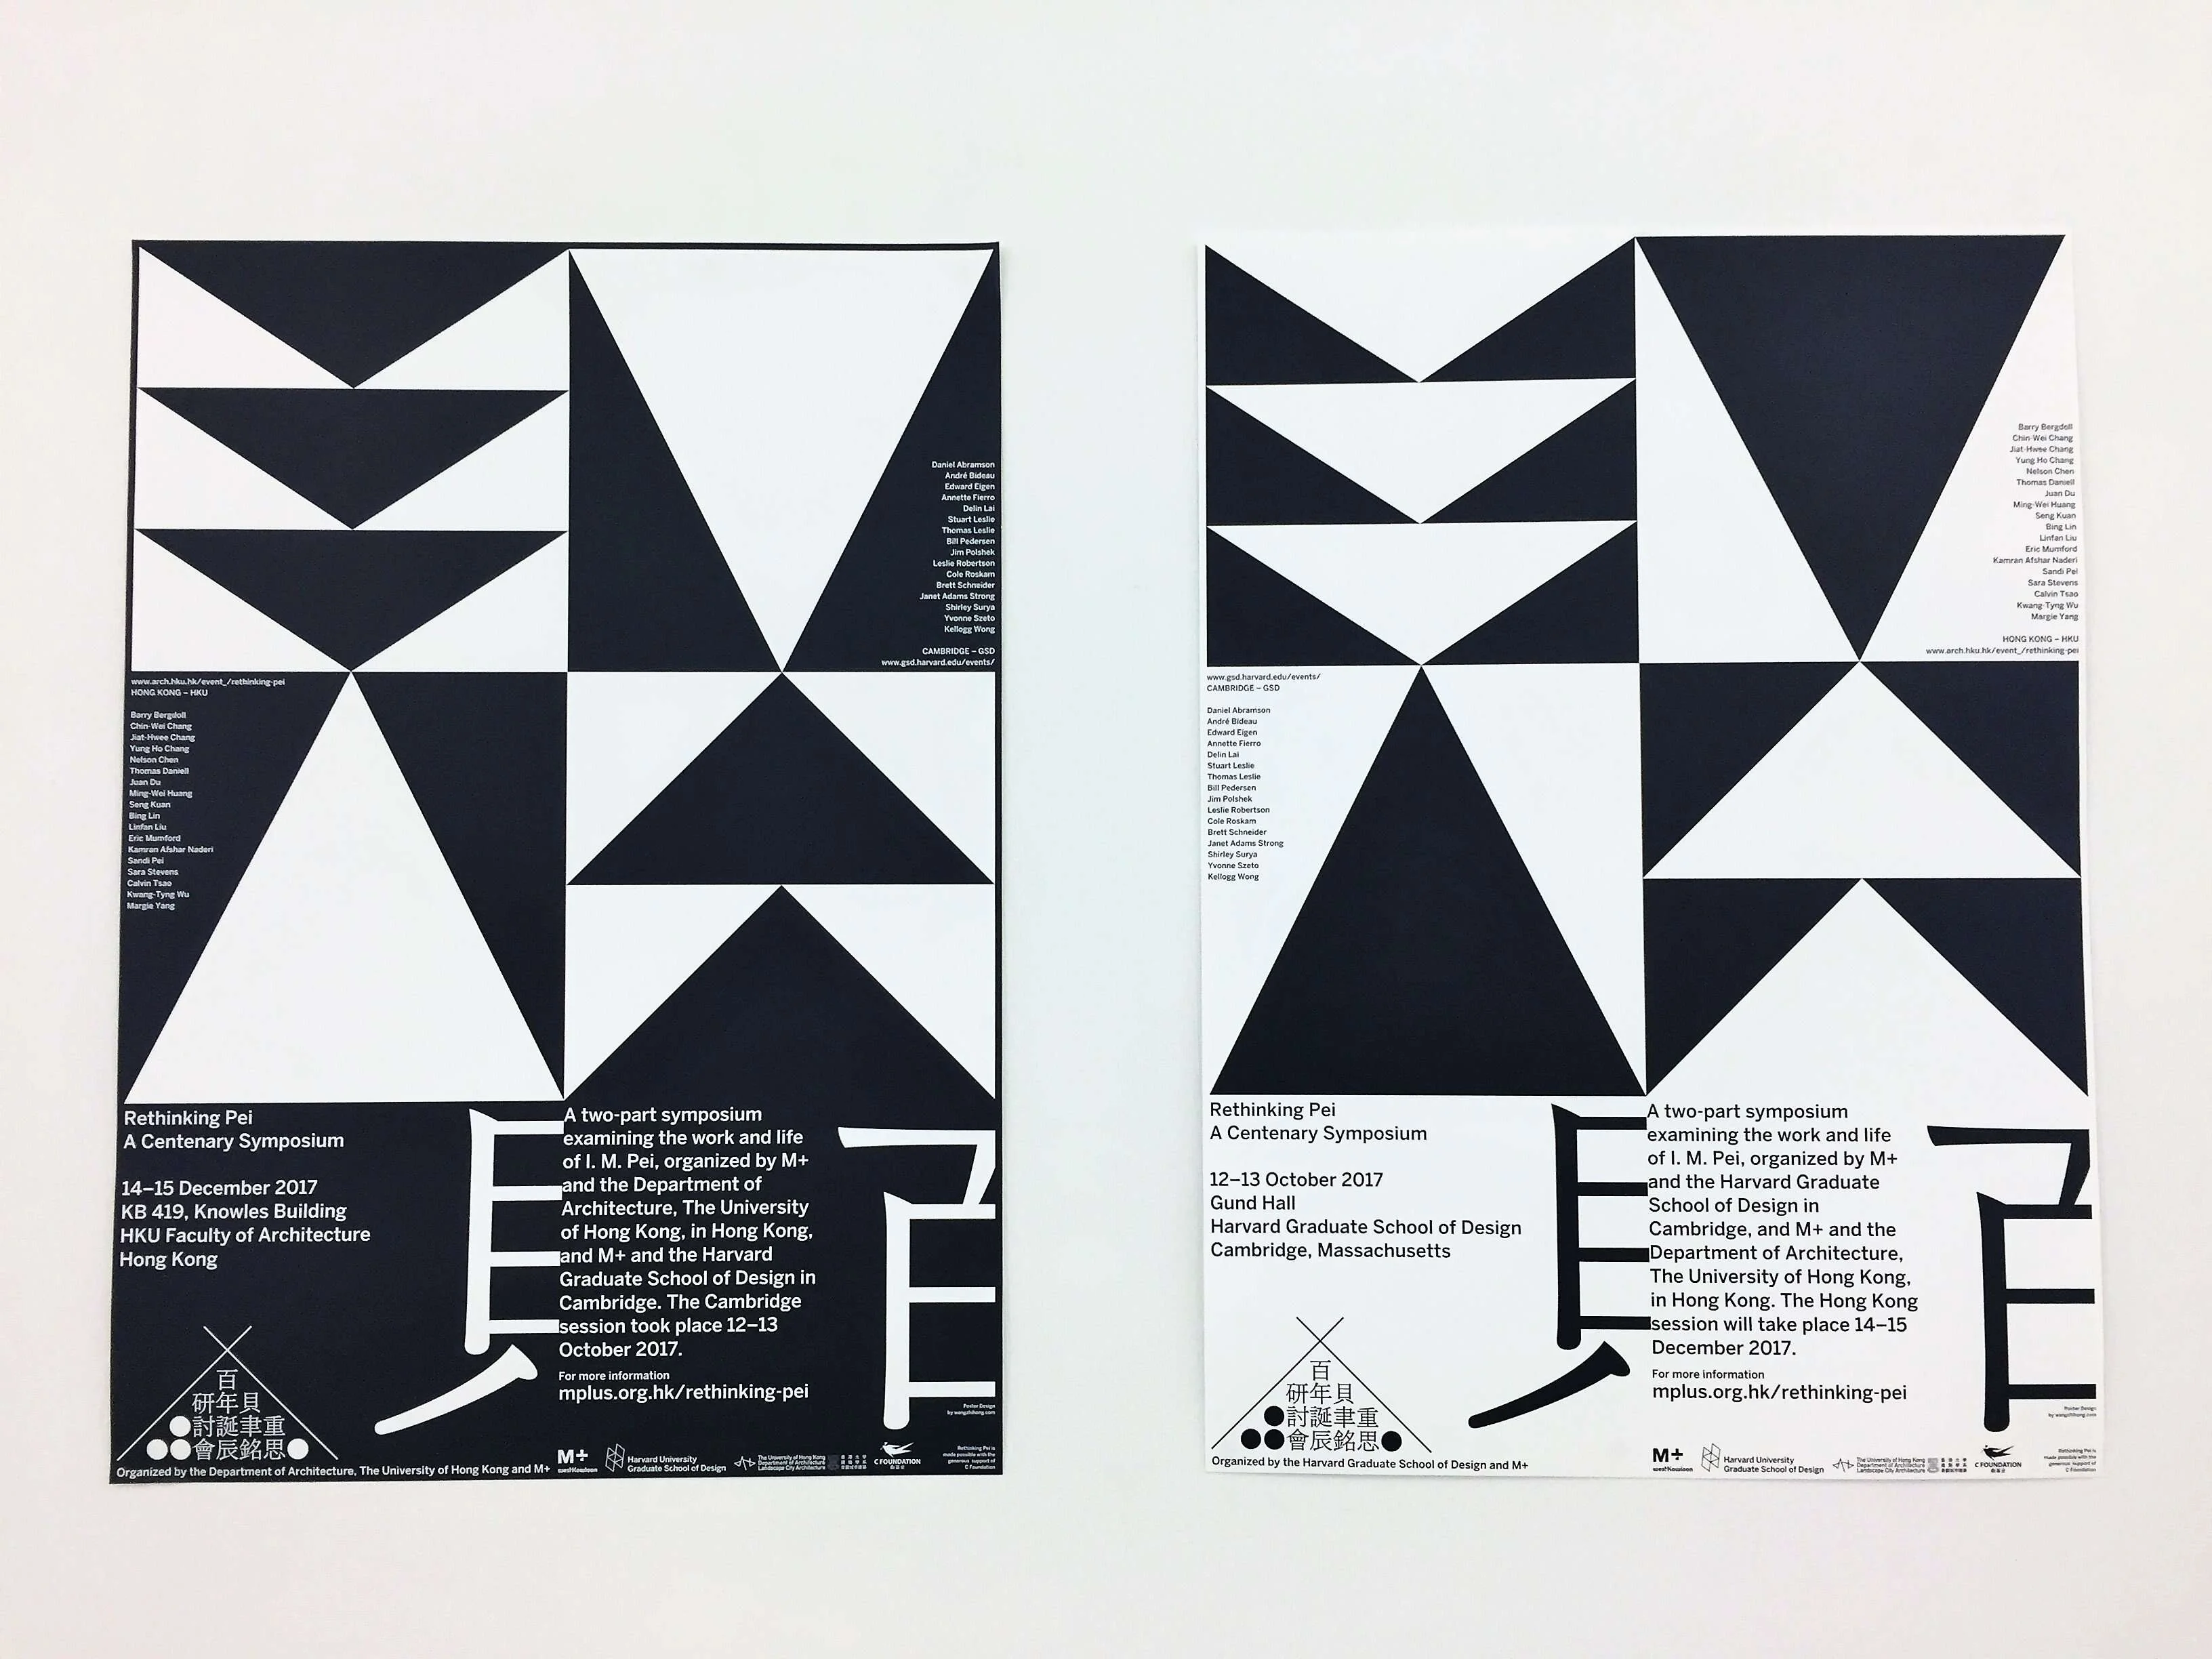 Daniel Abramson
André Bideau
Edward Eigen
Annette Fierro
Delin Lai
Stuart Leslie
Thomas Leslie
Bill Pedersen
Jim Polshek
Leslie Robertson
Cole Roskam
Brett Schneider
Janet Adams Strong
Shirley Surya
Yvonne Szeto
Kellogg Wong
CAMBRIDGE – GSD
www.gsd.harvard.edu/events/
www.arch.hku.hk/event_/rethinking-pei
HONG KONG – HKU
Barry Bergdoll
Chin-Wei Chang
Jiat-Hwee Chang
Yung Ho Chang
Nelson Chen
Thomas Daniell
Juan Du
Ming-Wei Huang
Seng Kuan
Bing Lin
Linfan Liu
Eric Mumford
Kamran Afshar Naderi
Sandi Pei
Sara Stevens
Calvin Tsao
Kwang-Tyng Wu
Margie Yang
Rethinking Pei
A Centenary Symposium
14–15 December 2017
KB 419, Knowles Building
HKU Faculty of Architecture
Hong Kong
A two-part symposium
examining the work and life
of I. M. Pei, organized by M+
and the Department of
Architecture, The University
of Hong Kong, in Hong Kong,
and M+ and the Harvard
Graduate School of Design in
Cambridge. The Cambridge
session took place 12–13
October 2017.
For more information
mplus.org.hk/rethinking-pei
Poster Design
by wangzhihong.com
百
研年貝
討誕聿重
會辰銘思
Organized by the Department of Architecture, The University of Hong Kong and M+
M+
westKowloon
Harvard University
Graduate School of Design
The University of Hong Kong
Department of Architecture
Landscape City Architecture
C FOUNDATION
Rethinking Pei is
made possible with the
generous support of
C Foundation
Barry Bergdoll
Chin-Wei Chang
Jiat-Hwee Chang
Yung Ho Chang
Nelson Chen
Thomas Daniell
Juan Du
Ming-Wei Huang
Seng Kuan
Bing Lin
Linfan Liu
Eric Mumford
Kamran Afshar Naderi
Sandi Pei
Sara Stevens
Calvin Tsao
Kwang-Tyng Wu
Margie Yang
HONG KONG – HKU
www.arch.hku.hk/event_/rethinking-pei
www.gsd.harvard.edu/events/
CAMBRIDGE – GSD
Daniel Abramson
André Bideau
Edward Eigen
Annette Fierro
Delin Lai
Stuart Leslie
Thomas Leslie
Bill Pedersen
Jim Polshek
Leslie Robertson
Cole Roskam
Brett Schneider
Janet Adams Strong
Shirley Surya
Yvonne Szeto
Kellogg Wong
Rethinking Pei
A Centenary Symposium
12–13 October 2017
Gund Hall
Harvard Graduate School of Design
Cambridge, Massachusetts
A two-part symposium
examining the work and life
of I. M. Pei, organized by M+
and the Harvard Graduate
School of Design in
Cambridge, and M+ and the
Department of Architecture,
The University of Hong Kong,
in Hong Kong. The Hong Kong
session will take place 14–15
December 2017.
For more information
mplus.org.hk/rethinking-pei
Poster Design
by wangzhihong.com
百
研年貝
討誕聿重
會辰銘思
Organized by the Harvard Graduate School of Design and M+
M+
westKowloon
Harvard University
Graduate School of Design
The University of Hong Kong
Department of Architecture
Landscape City Architecture
C FOUNDATION
Rethinking Pei is
made possible with the
generous support of
C Foundation